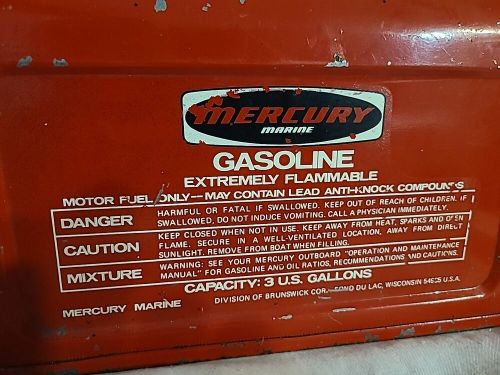 MERCURY
MARINE
GASOLINE
EXTREMELY FLAMMABLE
MOTOR FUEL ONLY—MAY CONTAIN LEAD ANTI-KNOCK COMPOUNDS
DANGER
HARMFUL OR FATAL IF SWALLOWED. KEEP OUT OF REACH OF CHILDREN. IF
SWALLOWED, DO NOT INDUCE VOMITING. CALL A PHYSICIAN IMMEDIATELY.
CAUTION
KEEP CLOSED WHEN NOT IN USE. KEEP AWAY FROM HEAT, SPARKS AND OPEN
FLAME. SECURE IN A WELL-VENTILATED LOCATION, AWAY FROM DIRECT
SUNLIGHT. REMOVE FROM BOAT WHEN FILLING.
MIXTURE
WARNING: SEE YOUR MERCURY OUTBOARD "OPERATION AND MAINTENANCE
MANUAL" FOR GASOLINE AND OIL RATIOS, RECOMMENDATIONS AND CAUTIONS.
CAPACITY: 3 U.S. GALLONS
MERCURY MARINE
DIVISION OF BRUNSWICK COR. FOND DU LAC, WISCONSIN 54935 U.S.A.